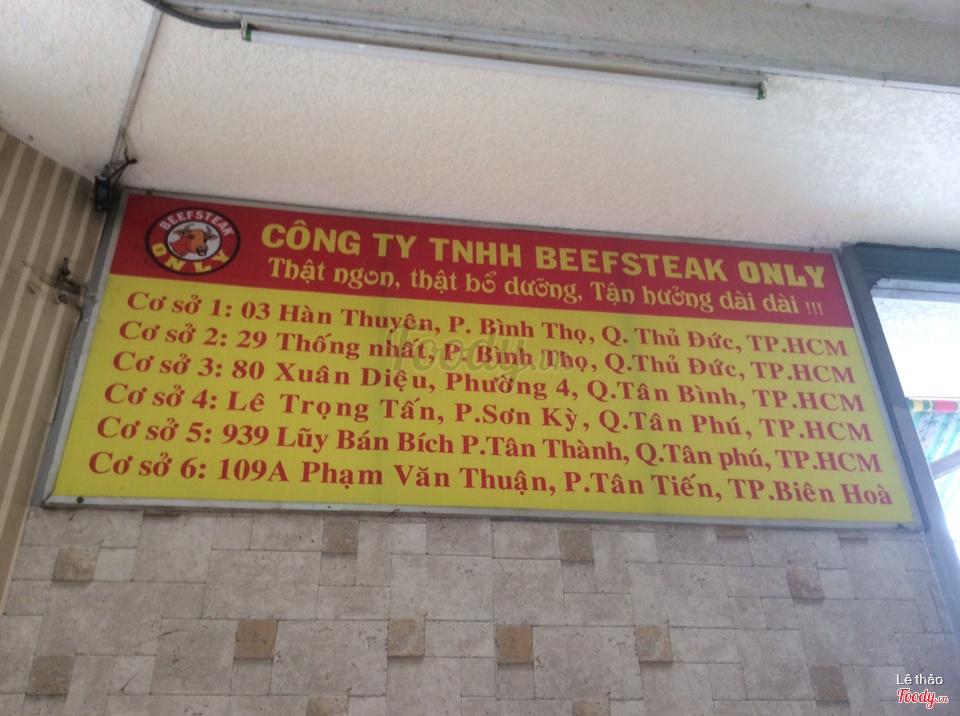 BEEFSTEAK
ONLY
CÔNG TY TNHH BEEFSTEAK ONLY
Thật ngon, thật bổ dưỡng, Tận hưởng dài dài !!!
Cơ sở 1: 03 Hàn Thuyên, P. Bình Thọ, Q. Thủ Đức, TP.HCM
Cơ sở 2: 29 Thống nhất, P. Bình Thọ, Q.Thủ Đức, TP.HCM
Cơ sở 3: 80 Xuân Diệu, Phường 4, Q.Tân Bình, TP.HCM
Cơ sở 4: Lê Trọng Tấn, P.Sơn Kỳ, Q.Tân Phú, TP.HCM
Cơ sở 5: 939 Lũy Bán Bích P.Tân Thành, Q.Tân phú, TP.HCM
Cơ sở 6: 109A Phạm Văn Thuận, P.Tân Tiến, TP.Biên Hoà
Foody.vn
Lê thảo
Foody.vn